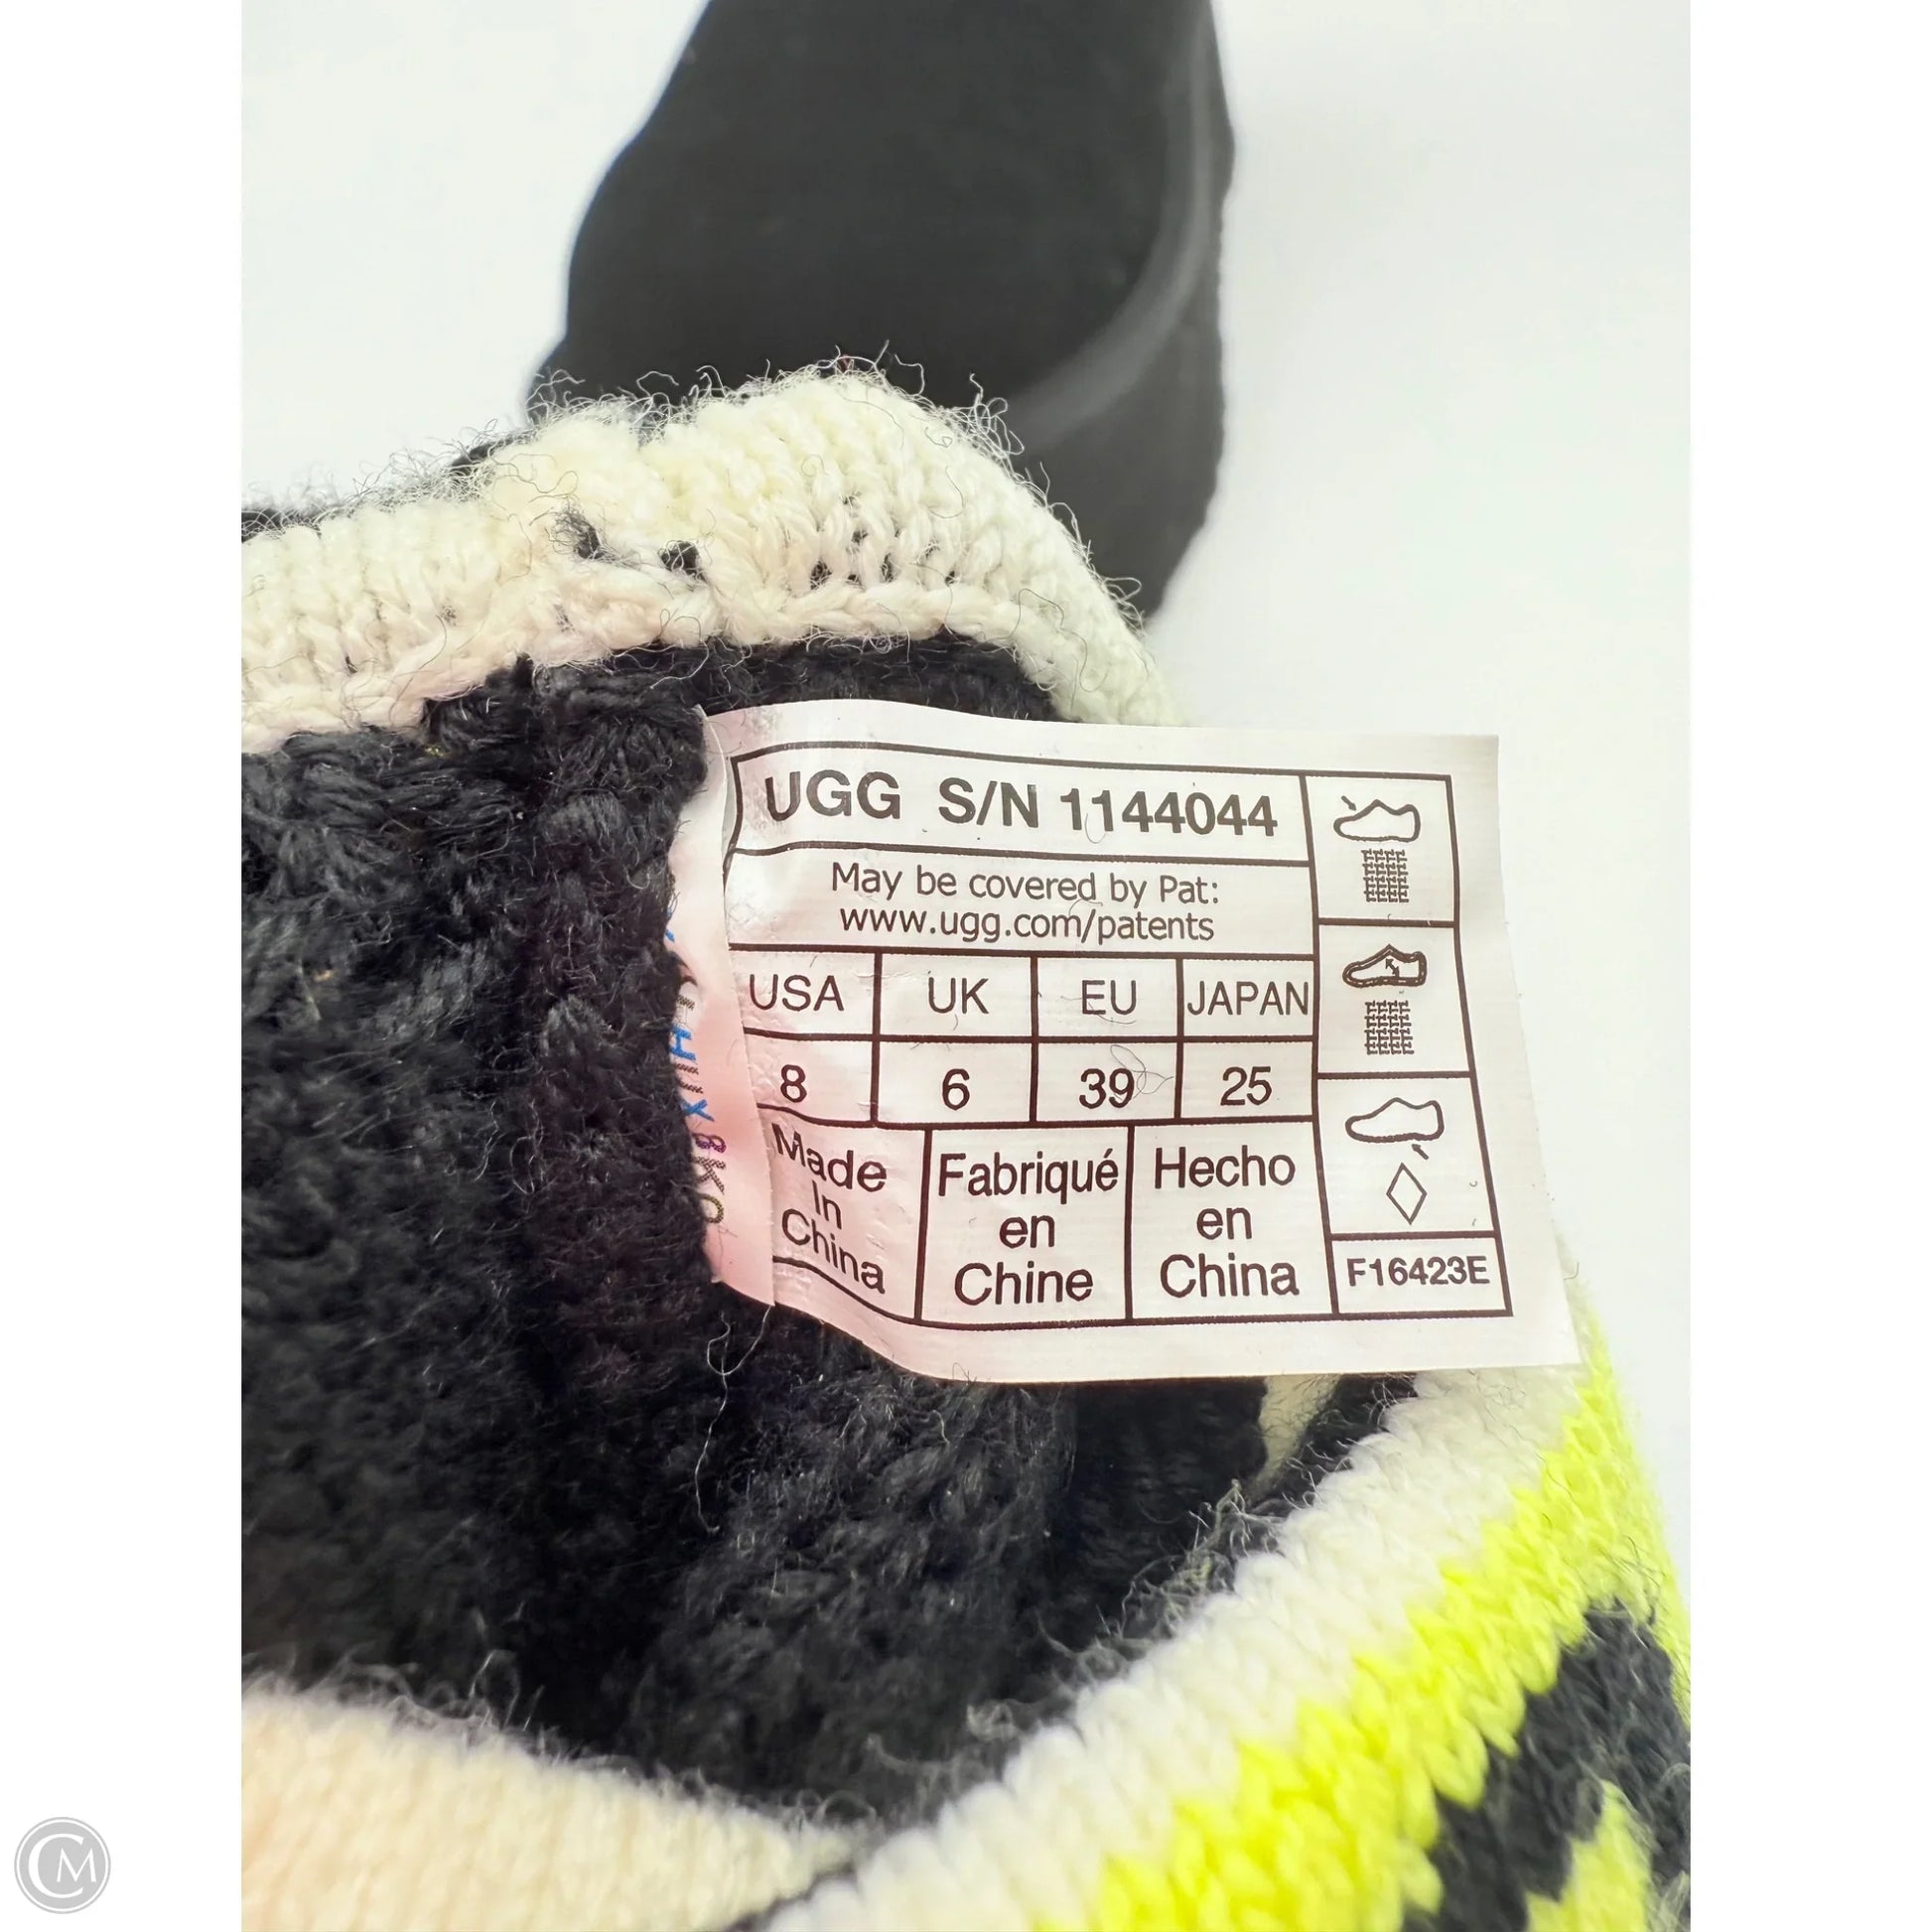 UGG S/N 1144044
May be covered by Pat:
www.ugg.com/patents
USA UK EU JAPAN
8 6 39 25
Made
In
China
Fabriqué
en
Chine
Hecho
en
China
F16423E
CM